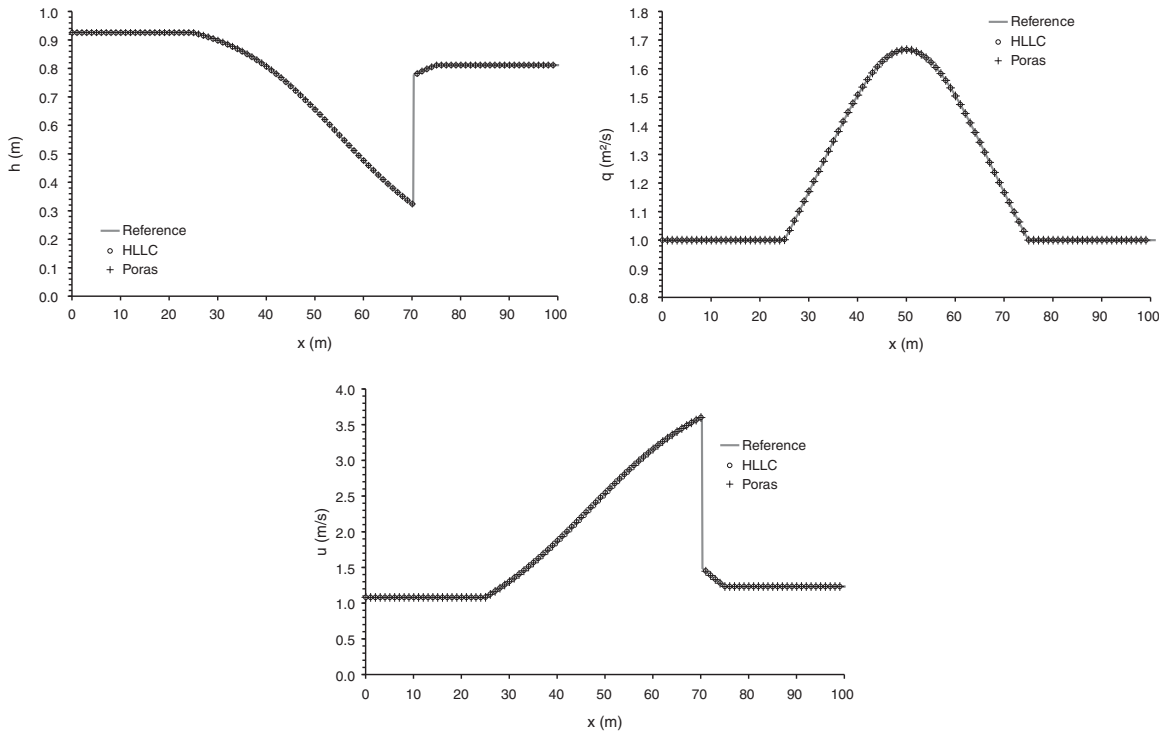 1.0
0.9
0.8
0.7
0.6
0.5
0.4
0.3
0.2
0.1
0.0
h (m)
Reference
HLLC
Poras
0 10 20 30 40 50 60 70 80 90 100
x (m)
1.8
1.7
1.6
1.5
1.4
1.3
1.2
1.1
1.0
0.9
0.8
q (m²/s)
Reference
HLLC
Poras
0 10 20 30 40 50 60 70 80 90 100
x (m)
4.0
3.5
3.0
2.5
2.0
1.5
1.0
0.5
0.0
u (m/s)
Reference
HLLC
Poras
0 10 20 30 40 50 60 70 80 90 100
x (m)